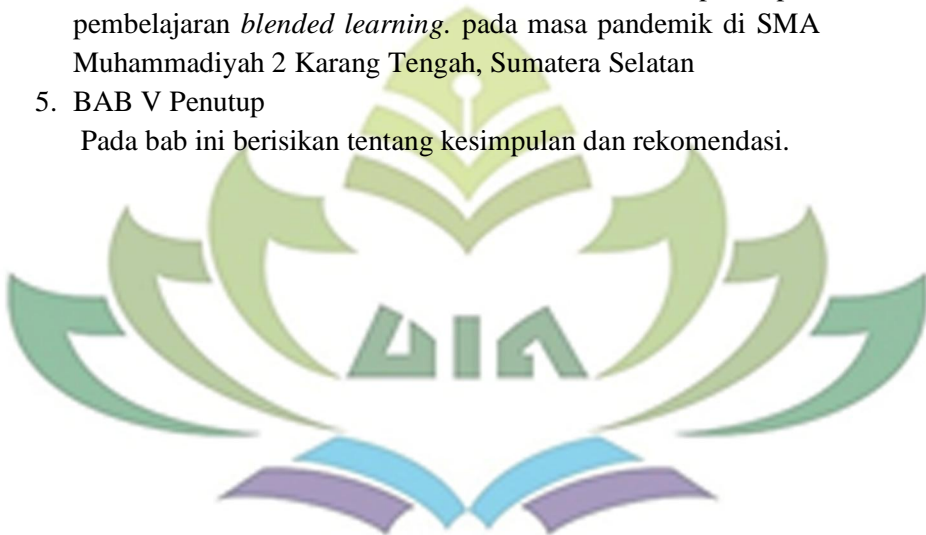 pembelajaran blended learning. pada masa pandemik di SMA
Muhammadiyah 2 Karang Tengah, Sumatera Selatan
5. BAB V Penutup
Pada bab ini berisikan tentang kesimpulan dan rekomendasi.
UIN